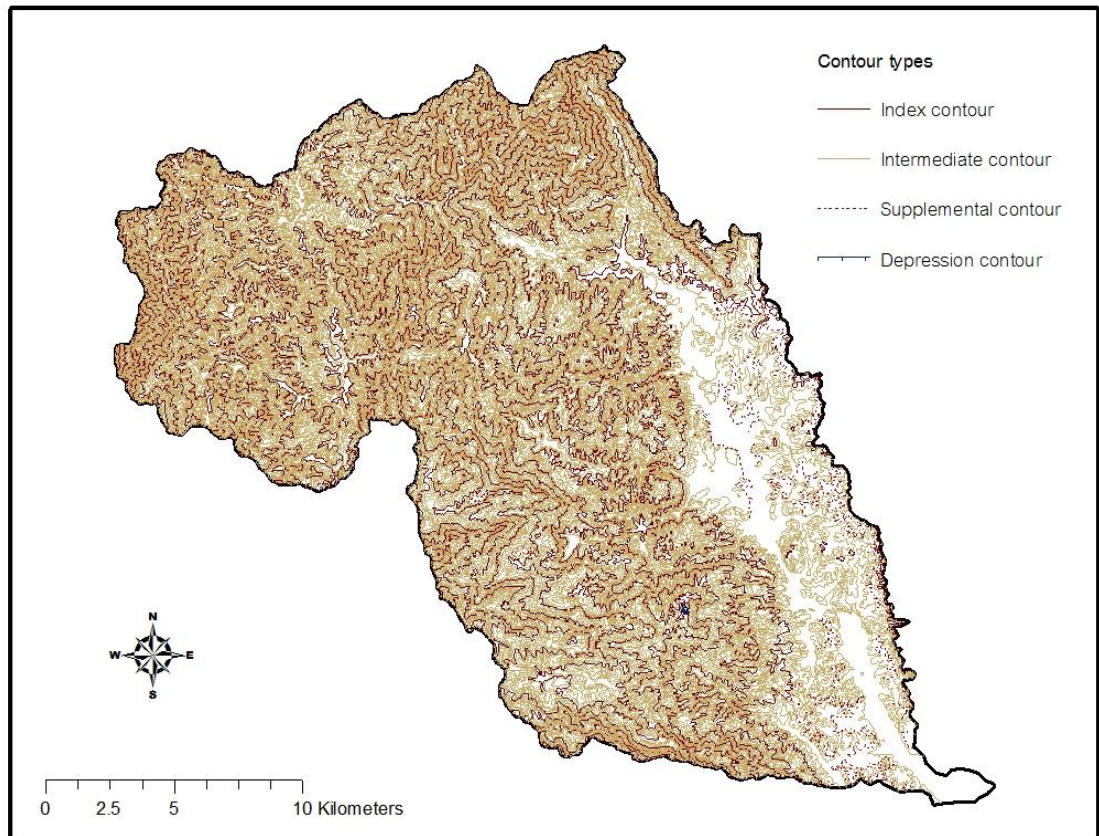 Contour types
Index contour
Intermediate contour
Supplemental contour
Depression contour
N
W E
S
0 2.5 5 10 Kilometers